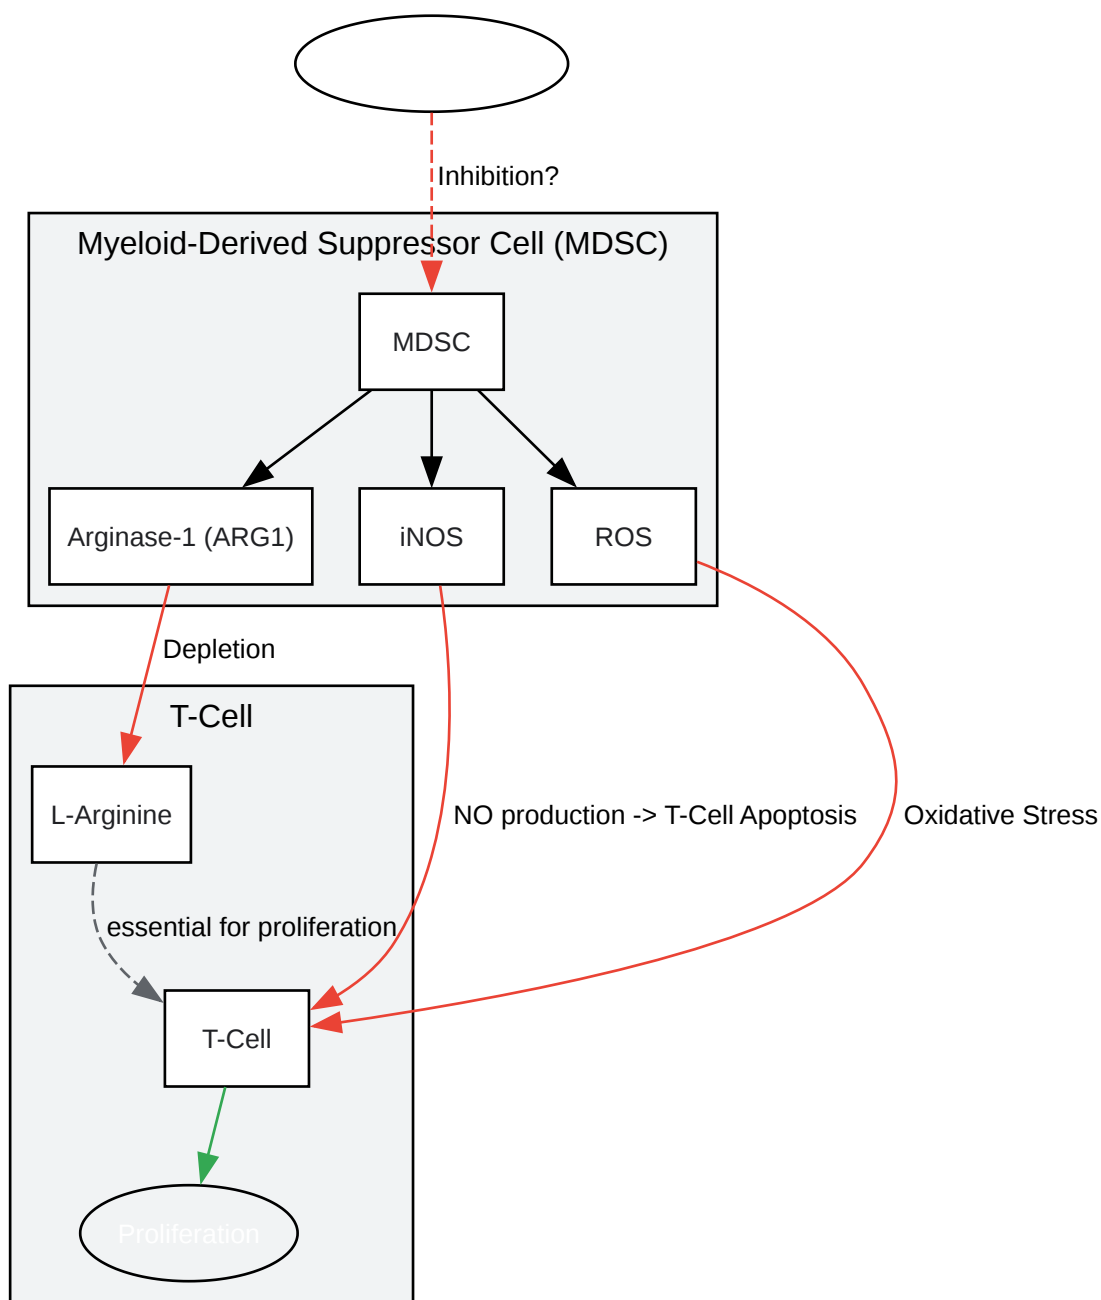 Inhibition?
Myeloid-Derived Suppressor Cell (MDSC)
MDSC
Arginase-1 (ARG1)
iNOS
ROS
Depletion
T-Cell
L-Arginine
NO production -> T-Cell Apoptosis
Oxidative Stress
essential for proliferation
T-Cell
Proliferation